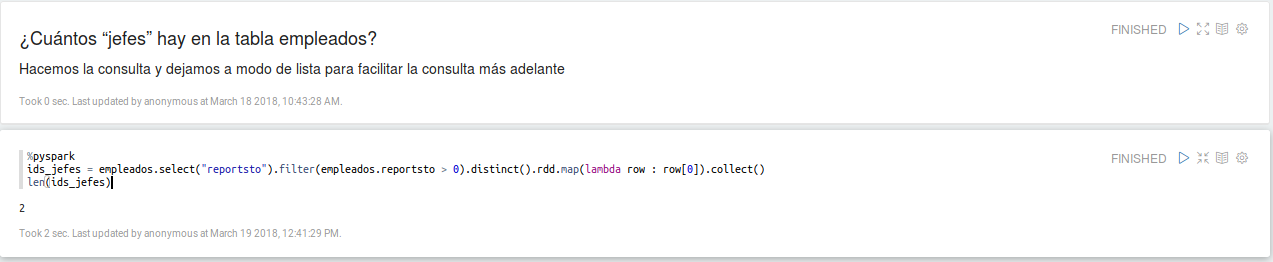 ¿Cuántos “jefes” hay en la tabla empleados?
FINISHED
Hacemos la consulta y dejamos a modo de lista para facilitar la consulta más adelante
Took 0 sec. Last updated by anonymous at March 18 2018, 10:43:28 AM.
%pyspark
FINISHED
ids_jefes = empleados.select("reportsto").filter(empleados.reportsto > 0).distinct().rdd.map(lambda row : row[0]).collect()
len(ids_jefes)
2
Took 2 sec. Last updated by anonymous at March 19 2018, 12:41:29 PM.